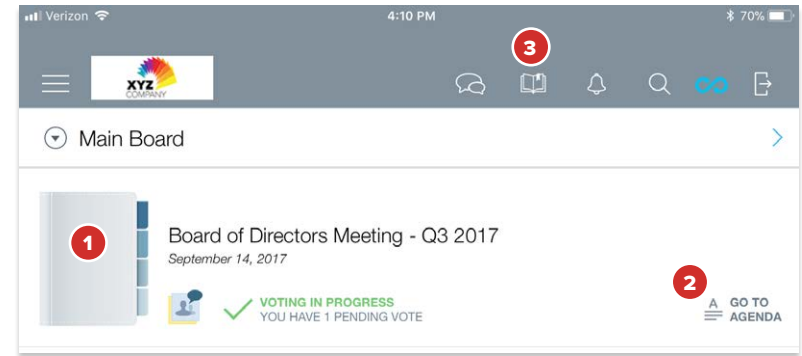 Verizon 4:10 PM 70%
3
XYZ
COMPANY
Main Board
1
Board of Directors Meeting - Q3 2017
September 14, 2017
2
VOTING IN PROGRESS
YOU HAVE 1 PENDING VOTE
A GO TO
AGENDA